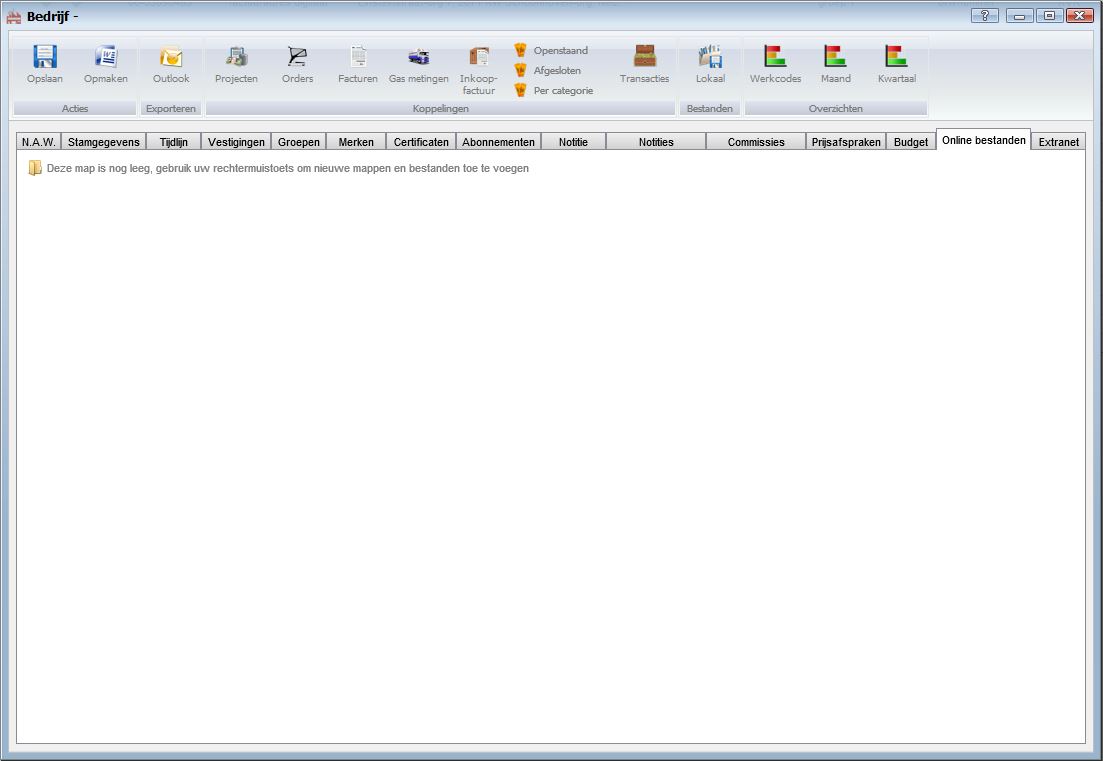 Bedrijf -
Opslaan
Opmaken
Acties
Outlook
Exporteren
Projecten
Orders
Facturen
Gas metingen
Inkoop-
factuur
Openstaand
Afgesloten
Per categorie
Transacties
Koppelingen
Lokaal
Bestanden
Werkcodes
Maand
Kwartaal
Overzichten
N.A.W. Stamgegevens Tijdlijn Vestigingen Groepen Merken Certificaten Abonnementen Notitie Notities Commissies Prijsafspraken Budget Online bestanden Extranet
Deze map is nog leeg, gebruik uw rechtermuistoets om nieuwe mappen en bestanden toe te voegen